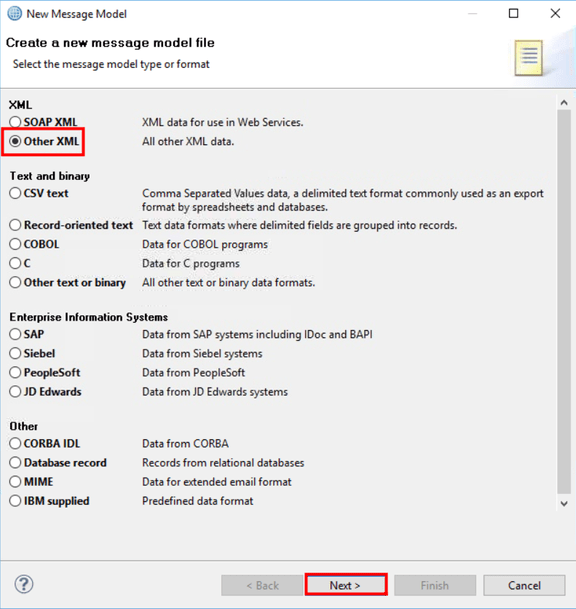 New Message Model
Create a new message model file
Select the message model type or format
XML
SOAP XML XML data for use in Web Services.
Other XML All other XML data.
Text and binary
CSV text Comma Separated Values data, a delimited text format commonly used as an export
format by spreadsheets and databases.
Record-oriented text Text data formats where delimited fields are grouped into records.
COBOL Data for COBOL programs
C Data for C programs
Other text or binary All other text or binary data formats.
Enterprise Information Systems
SAP Data from SAP systems including IDoc and BAPI
Siebel Data from Siebel systems
PeopleSoft Data from PeopleSoft
JD Edwards Data from JD Edwards systems
Other
CORBA IDL Data from CORBA
Database record Records from relational databases
MIME Data for extended email format
IBM supplied Predefined data format
? < Back Next > Finish Cancel